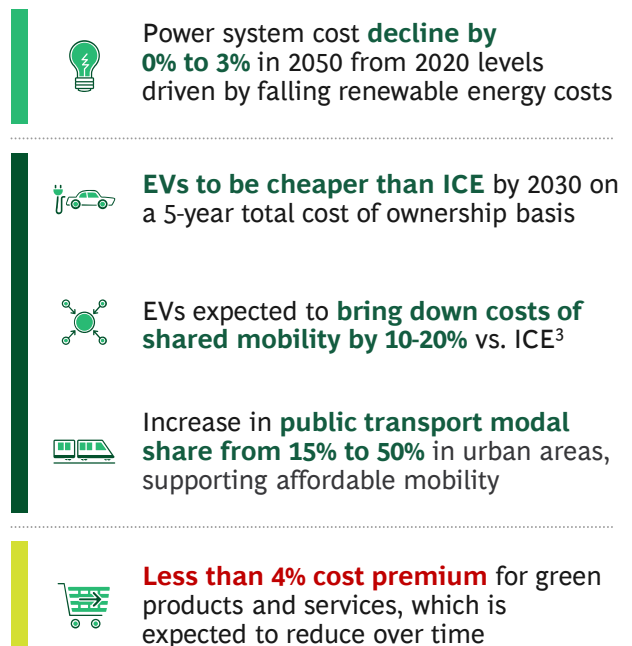 Power system cost decline by
0% to 3% in 2050 from 2020 levels
driven by falling renewable energy costs
EVs to be cheaper than ICE by 2030 on
a 5-year total cost of ownership basis
EVs expected to bring down costs of
shared mobility by 10-20% vs. ICE³
Increase in public transport modal
share from 15% to 50% in urban areas,
supporting affordable mobility
Less than 4% cost premium for green
products and services, which is
expected to reduce over time